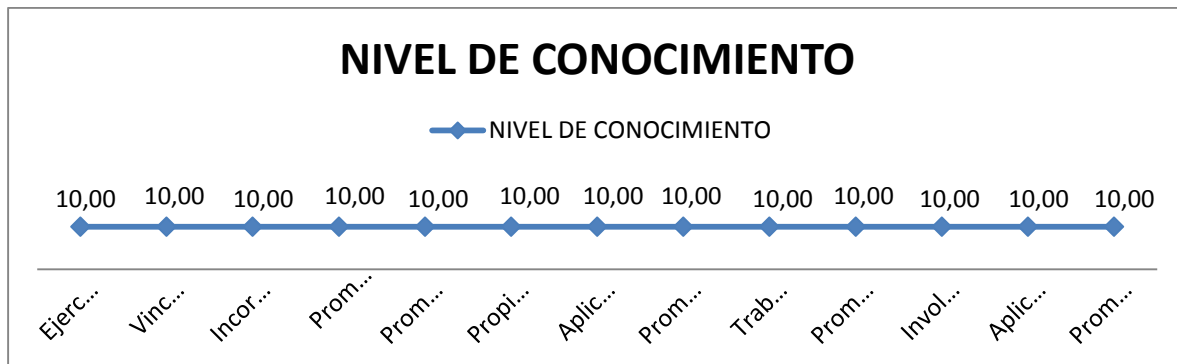 NIVEL DE CONOCIMIENTO
NIVEL DE CONOCIMIENTO
10,00 10,00 10,00 10,00 10,00 10,00 10,00 10,00 10,00 10,00 10,00 10,00 10,00
Ejerc... Vinc... Incor... Prom... Prom... Propi... Aplic... Prom... Trab... Prom... Invol... Aplic... Prom...